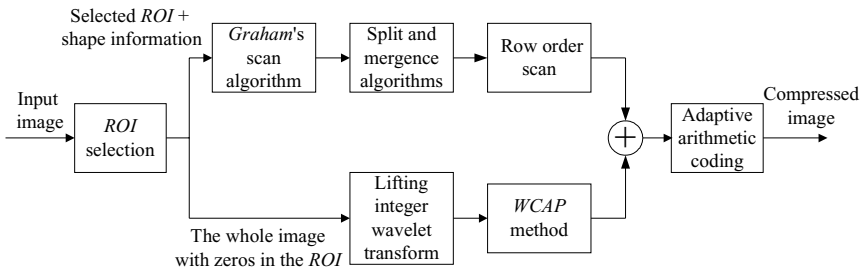 Selected ROI +
shape information
Graham's
scan
algorithm
Split and
mergence
algorithms
Row order
scan
Input
image
ROI
selection
+
Adaptive
arithmetic
coding
Compressed
image
The whole image
with zeros in the ROI
Lifting
integer
wavelet
transform
WCAP
method